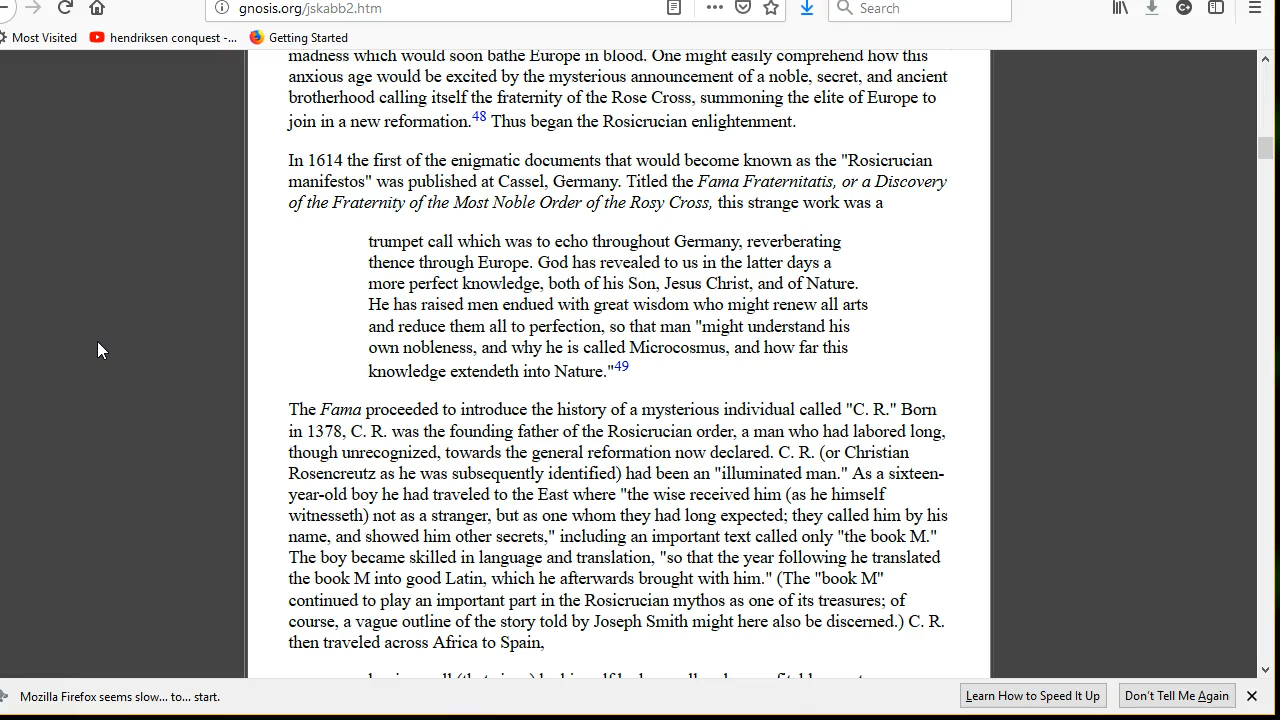 gnosis.org/jskabb2.htm
Search
Most Visited
hendriksen conquest -...
Getting Started
madness which would soon bathe Europe in blood. One might easily comprehend how this
anxious age would be excited by the mysterious announcement of a noble, secret, and ancient
brotherhood calling itself the fraternity of the Rose Cross, summoning the elite of Europe to
join in a new reformation.48 Thus began the Rosicrucian enlightenment.
In 1614 the first of the enigmatic documents that would become known as the "Rosicrucian
manifestos" was published at Cassel, Germany. Titled the Fama Fraternitatis, or a Discovery
of the Fraternity of the Most Noble Order of the Rosy Cross, this strange work was a
trumpet call which was to echo throughout Germany, reverberating
thence through Europe. God has revealed to us in the latter days a
more perfect knowledge, both of his Son, Jesus Christ, and of Nature.
He has raised men endued with great wisdom who might renew all arts
and reduce them all to perfection, so that man "might understand his
own nobleness, and why he is called Microcosmus, and how far this
knowledge extendeth into Nature."49
The Fama proceeded to introduce the history of a mysterious individual called "C. R." Born
in 1378, C. R. was the founding father of the Rosicrucian order, a man who had labored long,
though unrecognized, towards the general reformation now declared. C. R. (or Christian
Rosencreutz as he was subsequently identified) had been an "illuminated man." As a sixteen-
year-old boy he had traveled to the East where "the wise received him (as he himself
witnesseth) not as a stranger, but as one whom they had long expected; they called him by his
name, and showed him other secrets," including an important text called only "the book M."
The boy became skilled in language and translation, "so that the year following he translated
the book M into good Latin, which he afterwards brought with him." (The "book M"
continued to play an important part in the Rosicrucian mythos as one of its treasures; of
course, a vague outline of the story told by Joseph Smith might here also be discerned.) C. R.
then traveled across Africa to Spain,
Mozilla Firefox seems slow... to... start.
Learn How to Speed It Up
Don't Tell Me Again